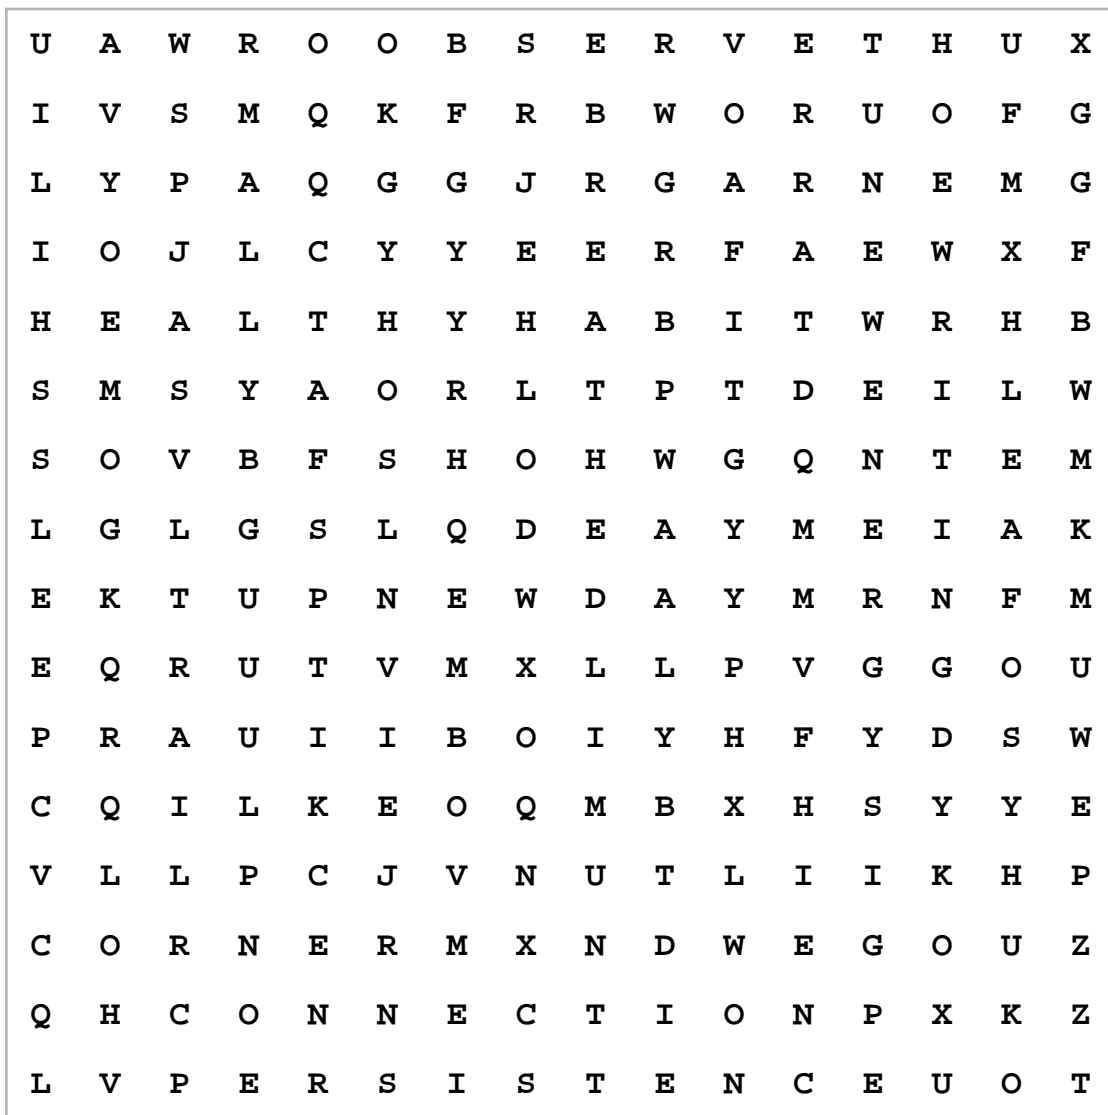 U A W R O O B S E R V E T H U X
I V S M Q K F R B W O R U O F G
L Y P A Q G G J R G A R N E M G
I O J L C Y Y E E R F A E W X F
H E A L T H Y H A B I T W R H B
S M S Y A O R L T P T D E I L W
S O V B F S H O H W G Q N T E M
L G L G S L Q D E A Y M E I A K
E K T U P N E W D A Y M R N F M
E Q R U T V M X L L P V G G O U
P R A U I I B O I Y H F Y D S W
C Q I L K E O Q M B X H S Y Y E
V L L P C J V N U T L I I K H P
C O R N E R M X N D W E G O U Z
Q H C O N N E C T I O N P X K Z
L V P E R S I S T E N C E U O T